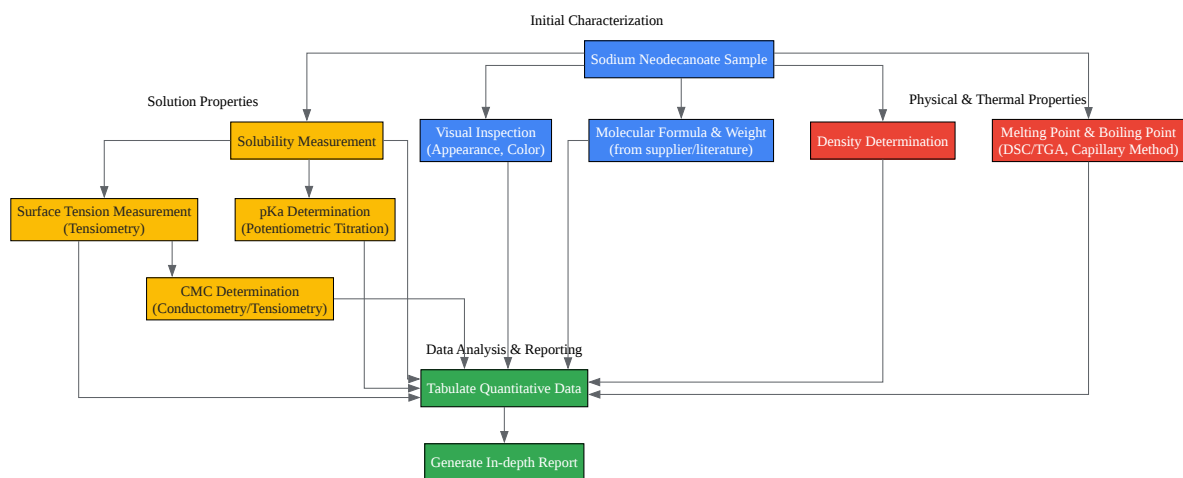 Initial Characterization
Sodium Neodecanoate Sample
Solution Properties
Physical & Thermal Properties
Solubility Measurement
Visual Inspection
(Appearance, Color)
Molecular Formula & Weight
(from supplier/literature)
Density Determination
Melting Point & Boiling Point
(DSC/TGA, Capillary Method)
Surface Tension Measurement
(Tensiometry)
pKa Determination
(Potentiometric Titration)
CMC Determination
(Conductometry/Tensiometry)
Data Analysis & Reporting
Tabulate Quantitative Data
Generate In-depth Report